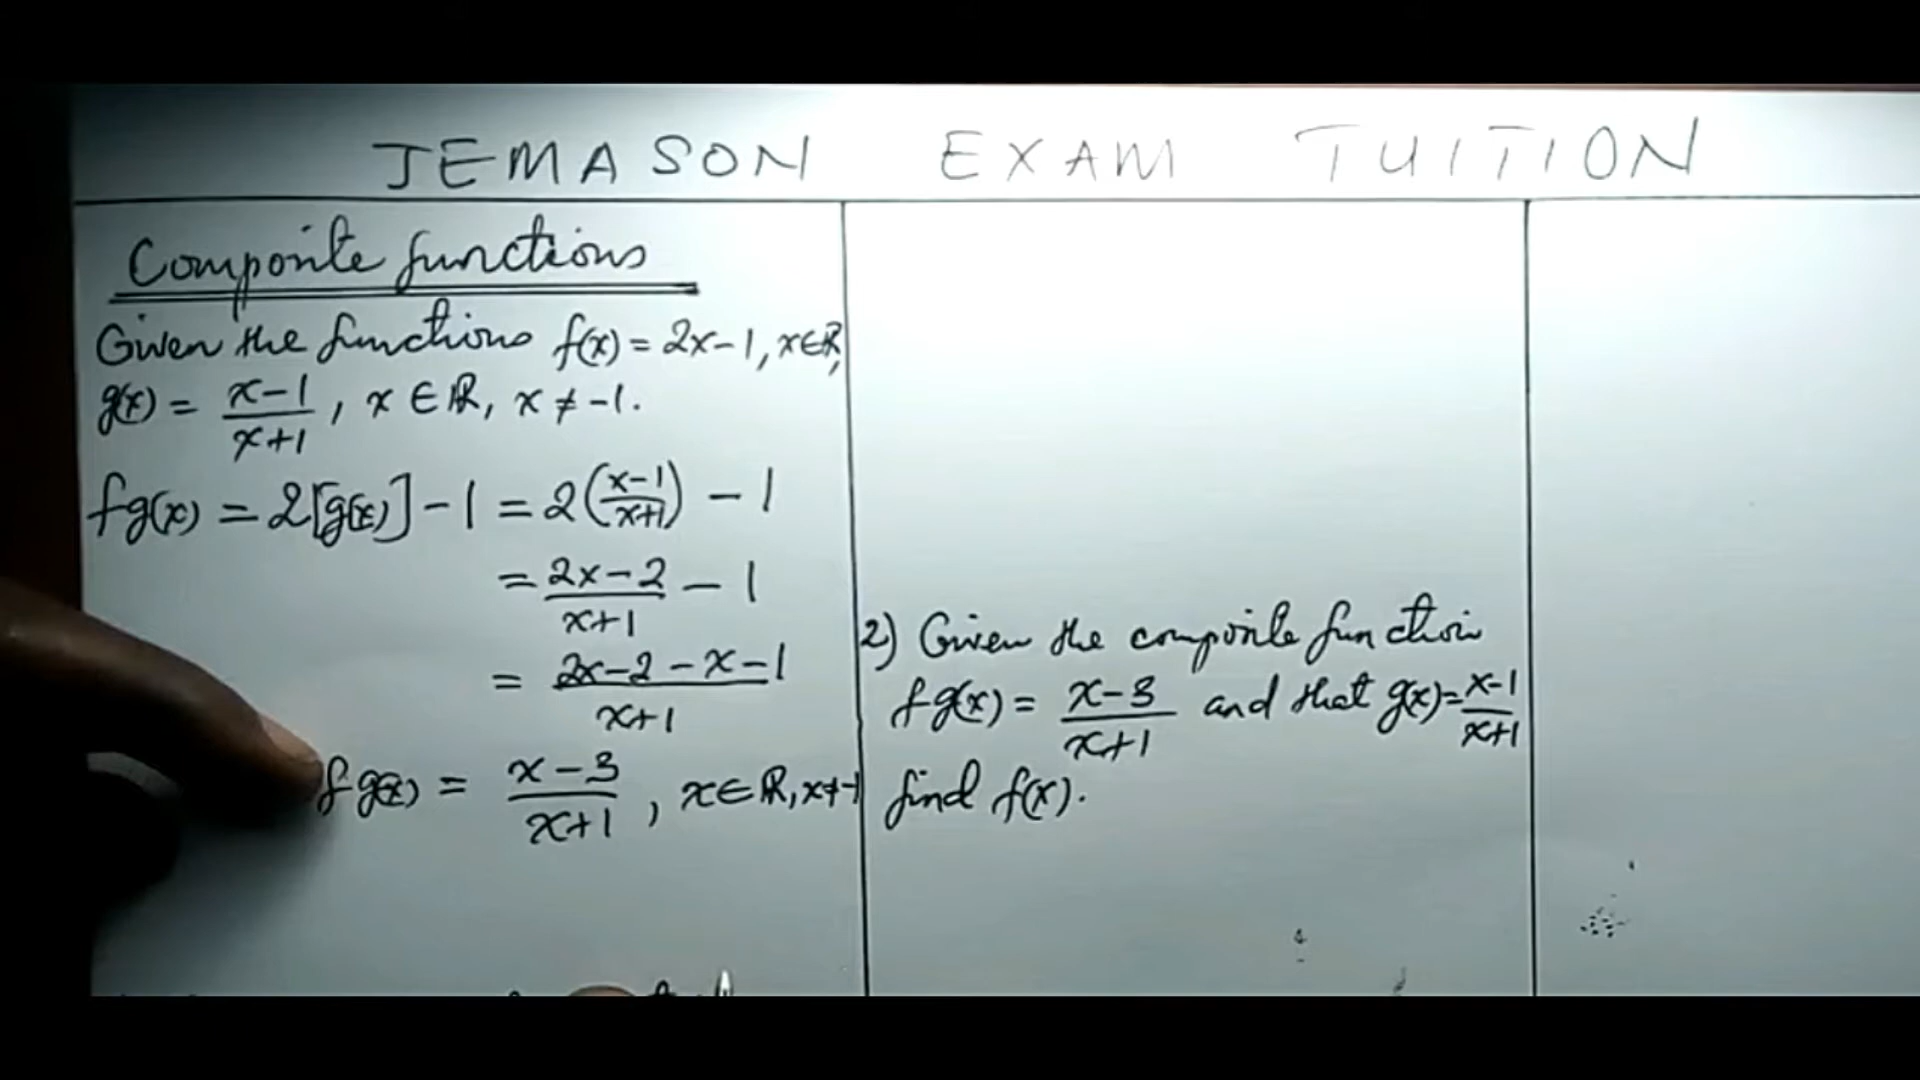 JEMASON EXAM TUITION
Composite functions
Given the functions f(x) = 2x-1, x∈ℝ,
g(x) = (x-1)/(x+1), x ∈ ℝ, x ≠ -1.
fg(x) = 2[g(x)] - 1 = 2((x-1)/(x+1)) - 1
= (2x-2)/(x+1) - 1
= (2x-2-x-1)/(x+1)
fg(x) = (x-3)/(x+1), x∈ℝ, x≠-1
2) Given the composite function
fg(x) = (x-3)/(x+1) and that g(x)=(x-1)/(x+1)
find f(x).